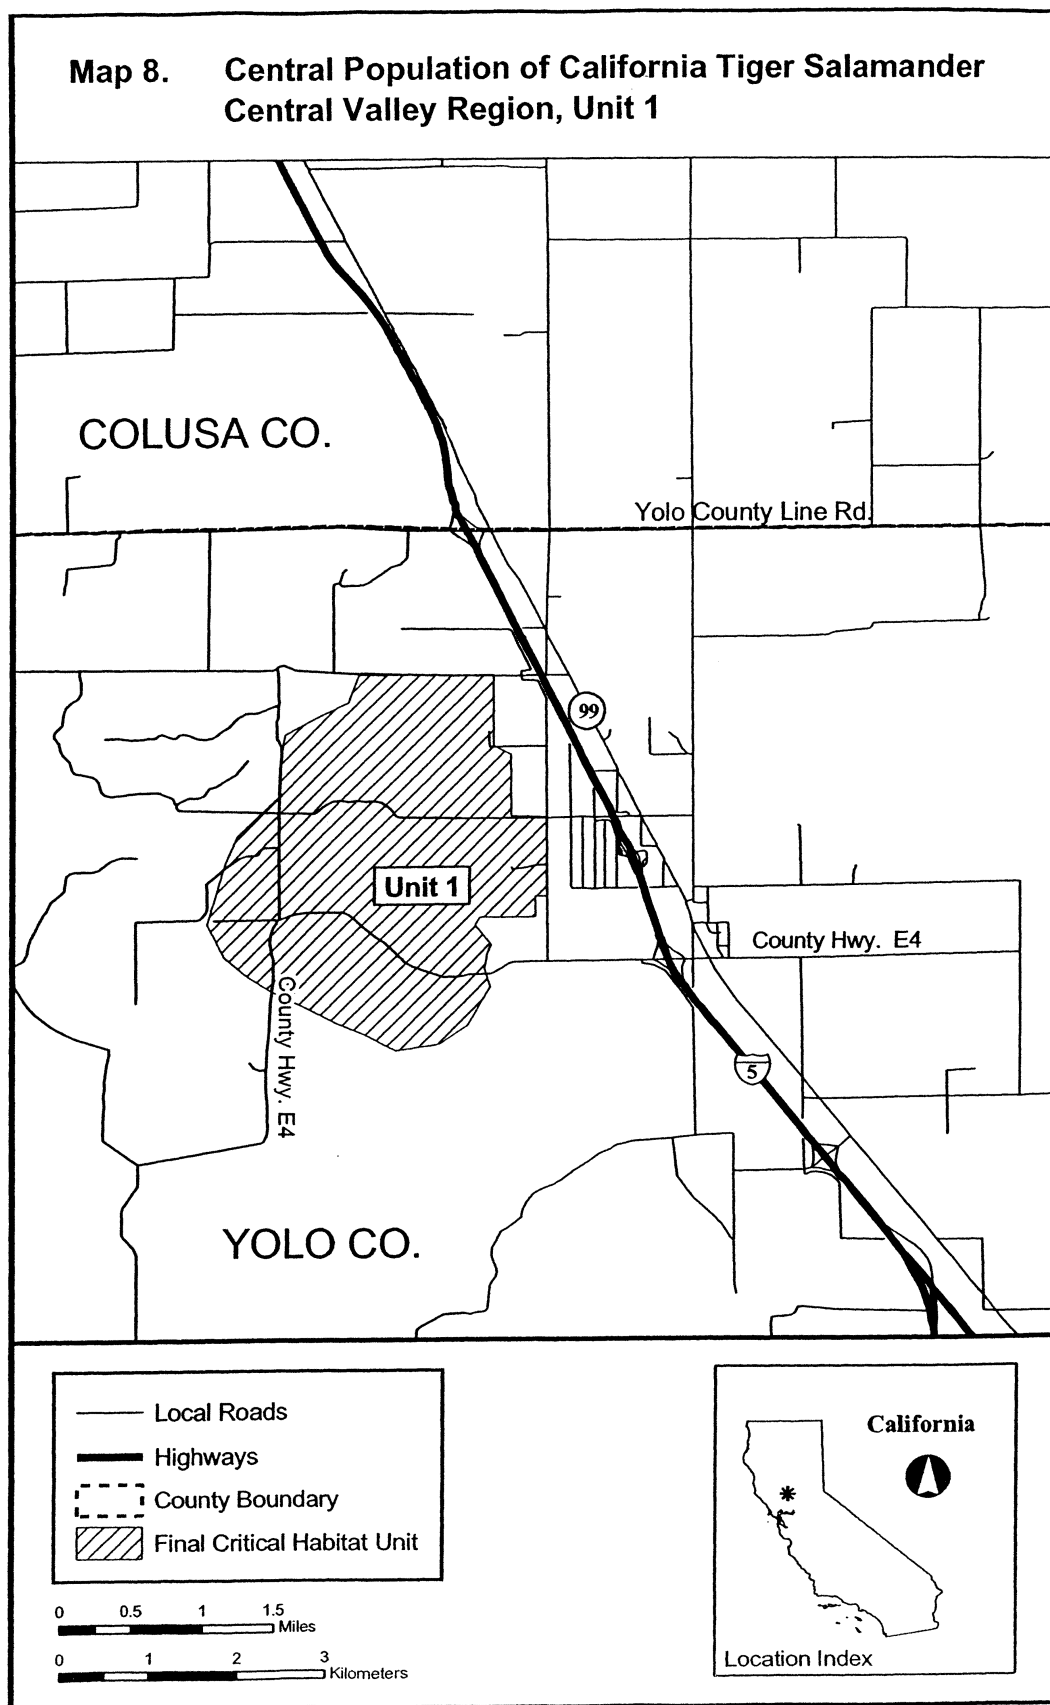 Map 8. Central Population of California Tiger Salamander
Central Valley Region, Unit 1
COLUSA CO.
Yolo County Line Rd.
99
Unit 1
County Hwy. E4
County Hwy. E4
5
YOLO CO.
Local Roads
Highways
County Boundary
Final Critical Habitat Unit
0 0.5 1 1.5
Miles
0 1 2 3
Kilometers
California
Location Index